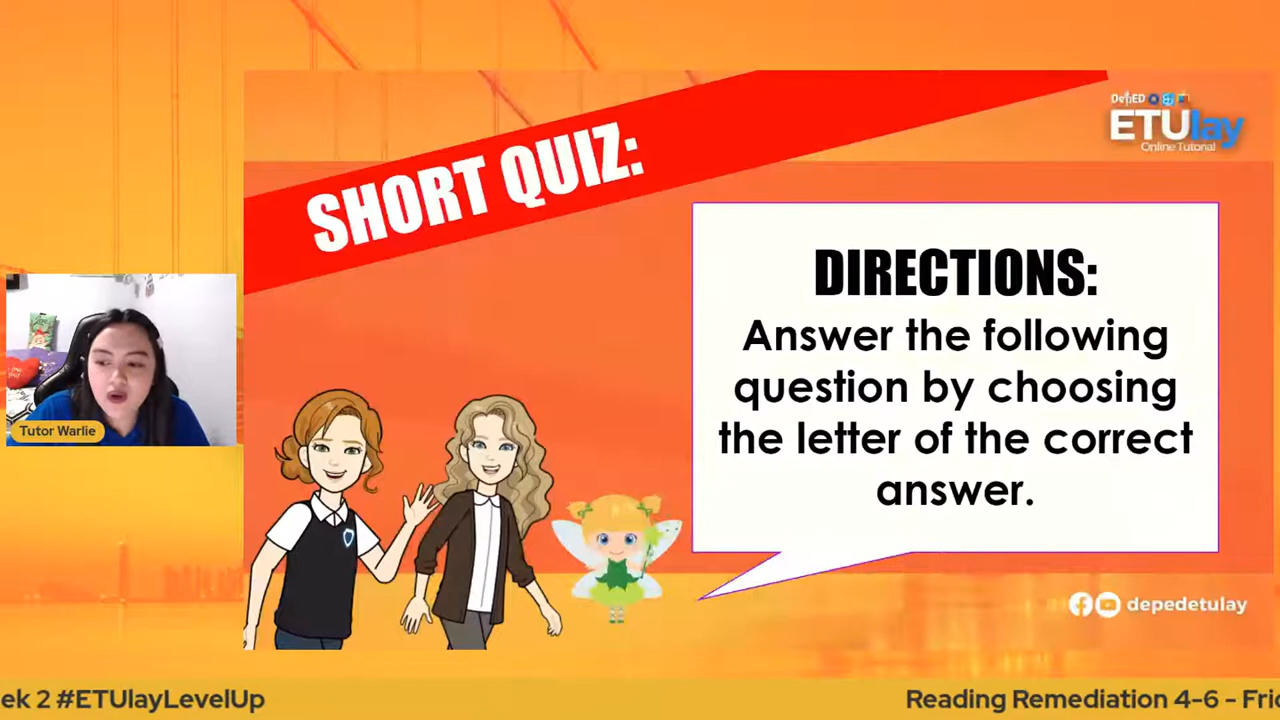 SHORT QUIZ:
DepED
ETUlay
Online Tutorial
DIRECTIONS:
Answer the following
question by choosing
the letter of the correct
answer.
Tutor Warlie
depedetulay
ek 2 #ETUlayLevelUp
Reading Remediation 4-6 - Fri